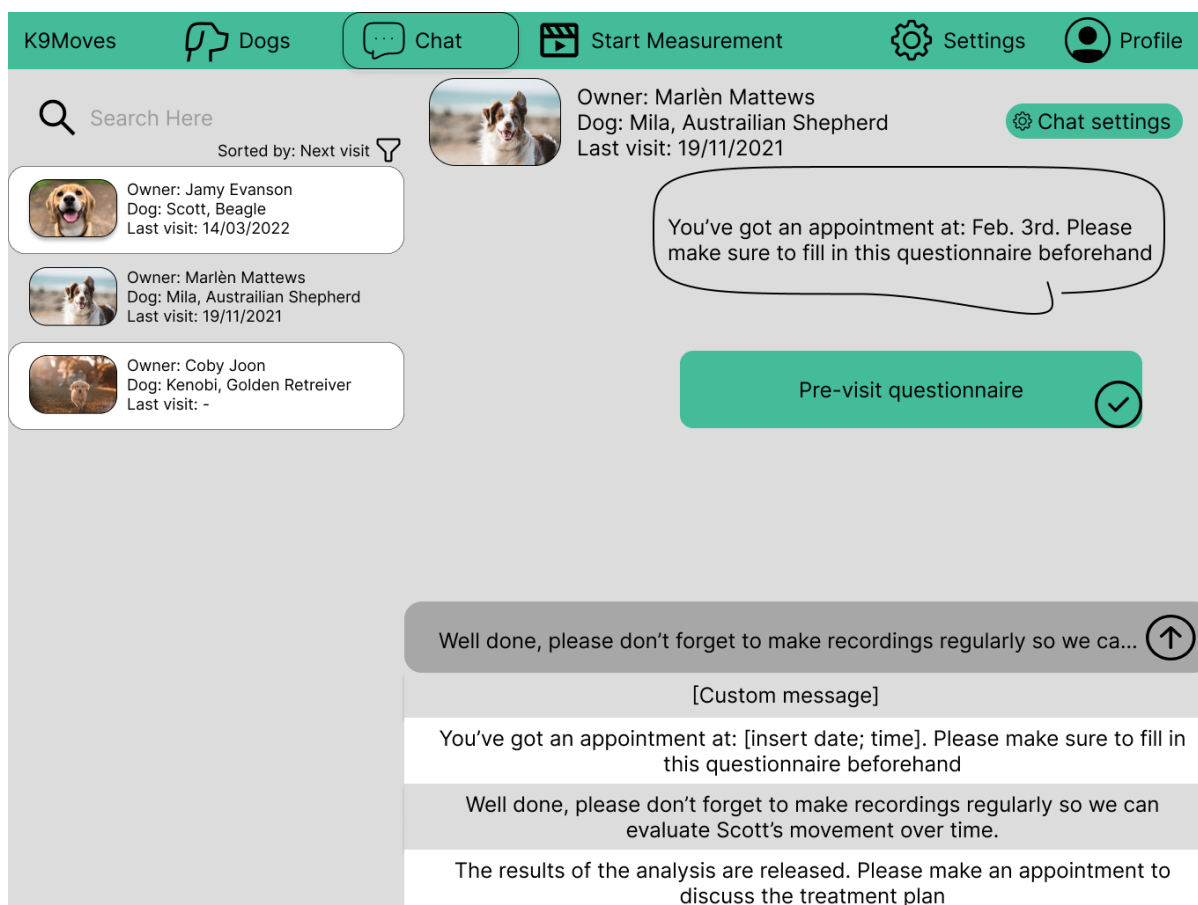 K9Moves
Dogs
Chat
Start Measurement
Settings
Profile
Search Here
Sorted by: Next visit
Owner: Jamy Evanson
Dog: Scott, Beagle
Last visit: 14/03/2022
Owner: Marlèn Mattews
Dog: Mila, Austrailian Shepherd
Last visit: 19/11/2021
Owner: Coby Joon
Dog: Kenobi, Golden Retreiver
Last visit: -
Owner: Marlèn Mattews
Dog: Mila, Austrailian Shepherd
Last visit: 19/11/2021
Chat settings
You’ve got an appointment at: Feb. 3rd. Please
make sure to fill in this questionnaire beforehand
Pre-visit questionnaire
Well done, please don’t forget to make recordings regularly so we ca...
[Custom message]
You’ve got an appointment at: [insert date; time]. Please make sure to fill in
this questionnaire beforehand
Well done, please don’t forget to make recordings regularly so we can
evaluate Scott’s movement over time.
The results of the analysis are released. Please make an appointment to
discuss the treatment plan